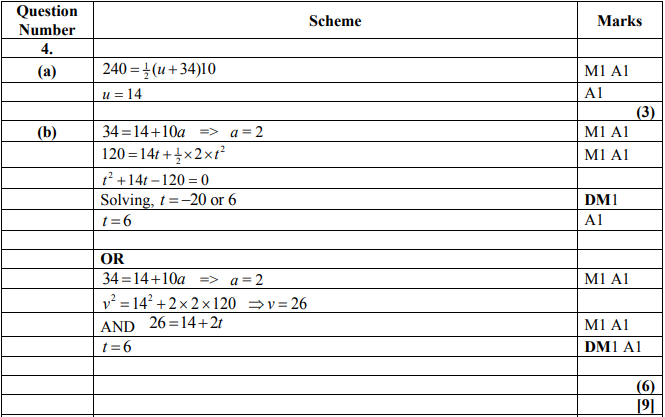 Question Number Scheme Marks
4.
(a) 240 = ½(u + 34)10 M1 A1
u = 14 A1
(3)
(b) 34 = 14 + 10a => a = 2 M1 A1
120 = 14t + ½ × 2 × t² M1 A1
t² + 14t − 120 = 0
Solving, t = −20 or 6 DM1
t = 6 A1
OR
34 = 14 + 10a => a = 2 M1 A1
v² = 14² + 2 × 2 × 120 ⇒ v = 26
AND 26 = 14 + 2t M1 A1
t = 6 DM1 A1
(6)
[9]